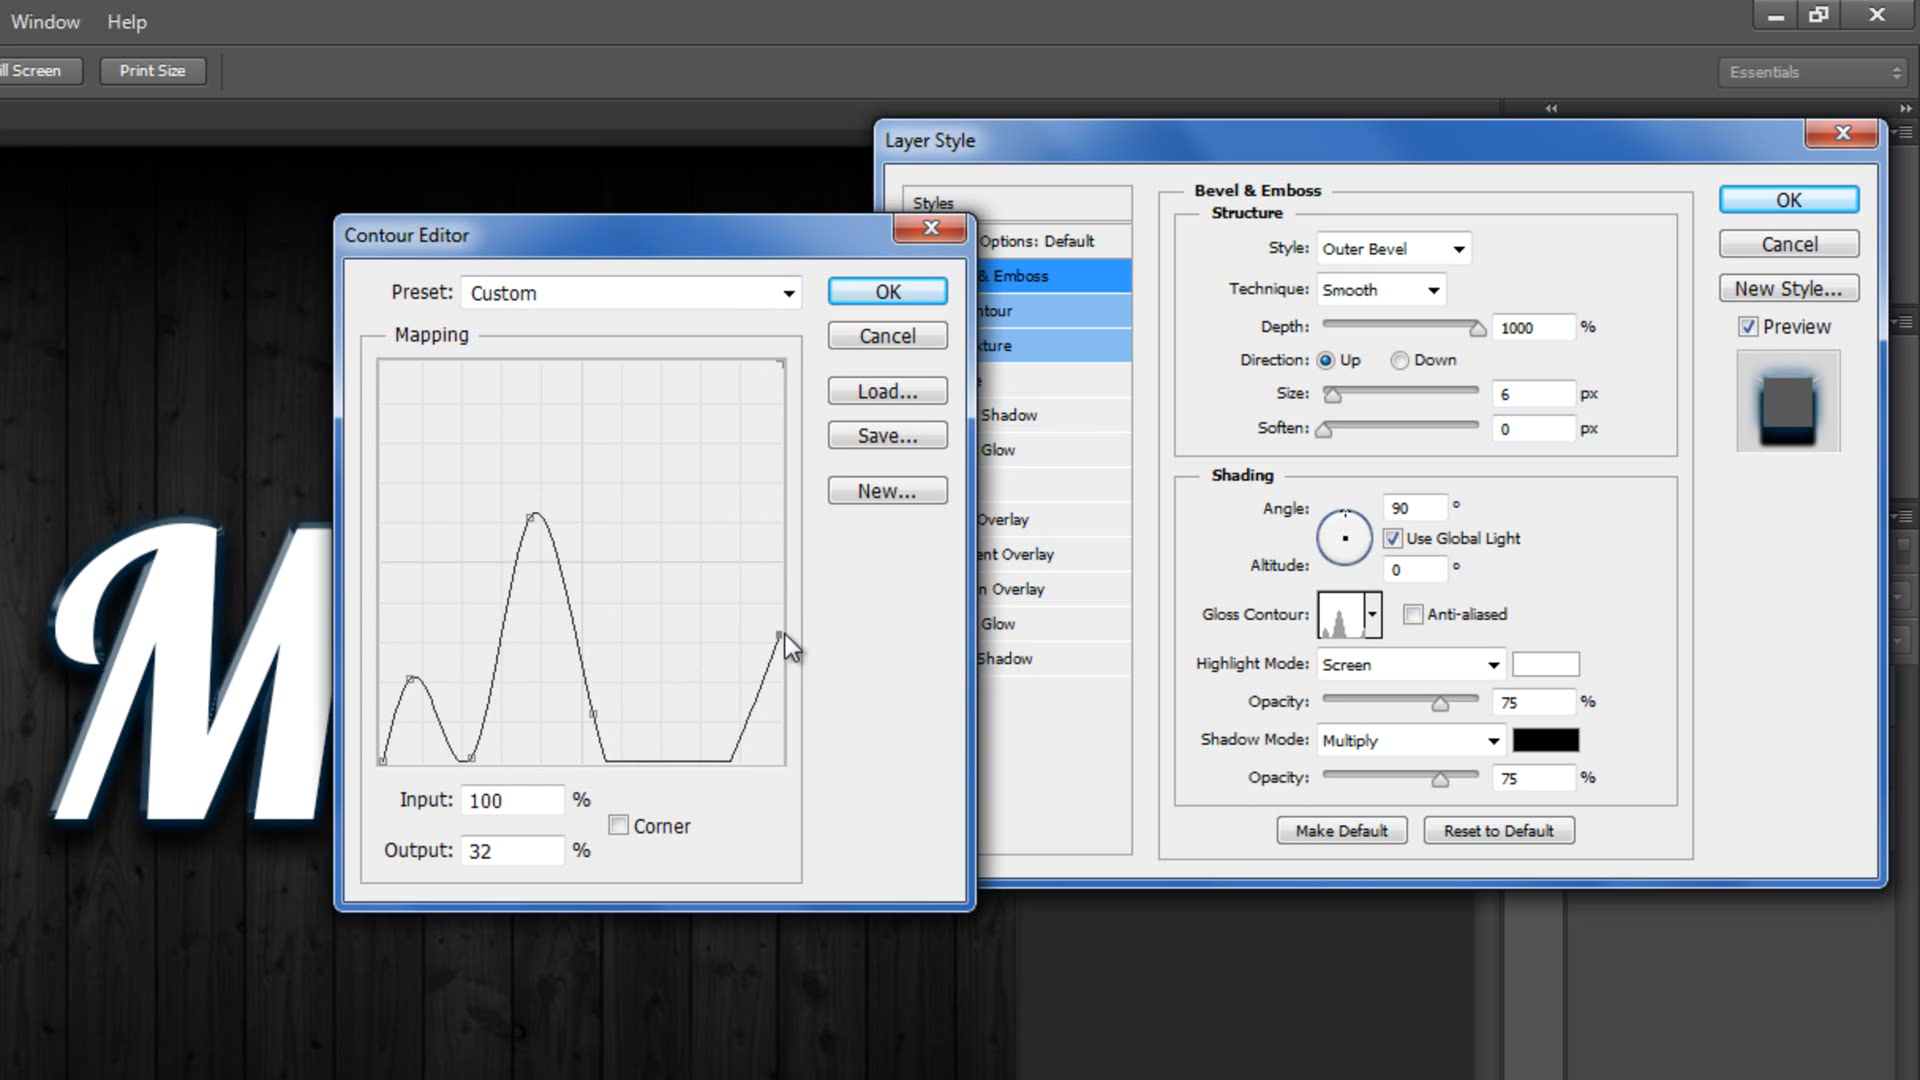 Window Help
ll Screen
Print Size
Essentials
Layer Style
Styles
Options: Default
& Emboss
ntour
xture
e
Shadow
Glow
Overlay
ent Overlay
n Overlay
Glow
Shadow
Bevel & Emboss
Structure
Style: Outer Bevel
Technique: Smooth
Depth: 1000 %
Direction: Up Down
Size: 6 px
Soften: 0 px
Shading
Angle: 90 °
Use Global Light
Altitude: 0 °
Gloss Contour: Anti-aliased
Highlight Mode: Screen
Opacity: 75 %
Shadow Mode: Multiply
Opacity: 75 %
Make Default
Reset to Default
OK
Cancel
New Style...
Preview
Contour Editor
Preset: Custom
Mapping
Input: 100 %
Output: 32 %
Corner
OK
Cancel
Load...
Save...
New...
M